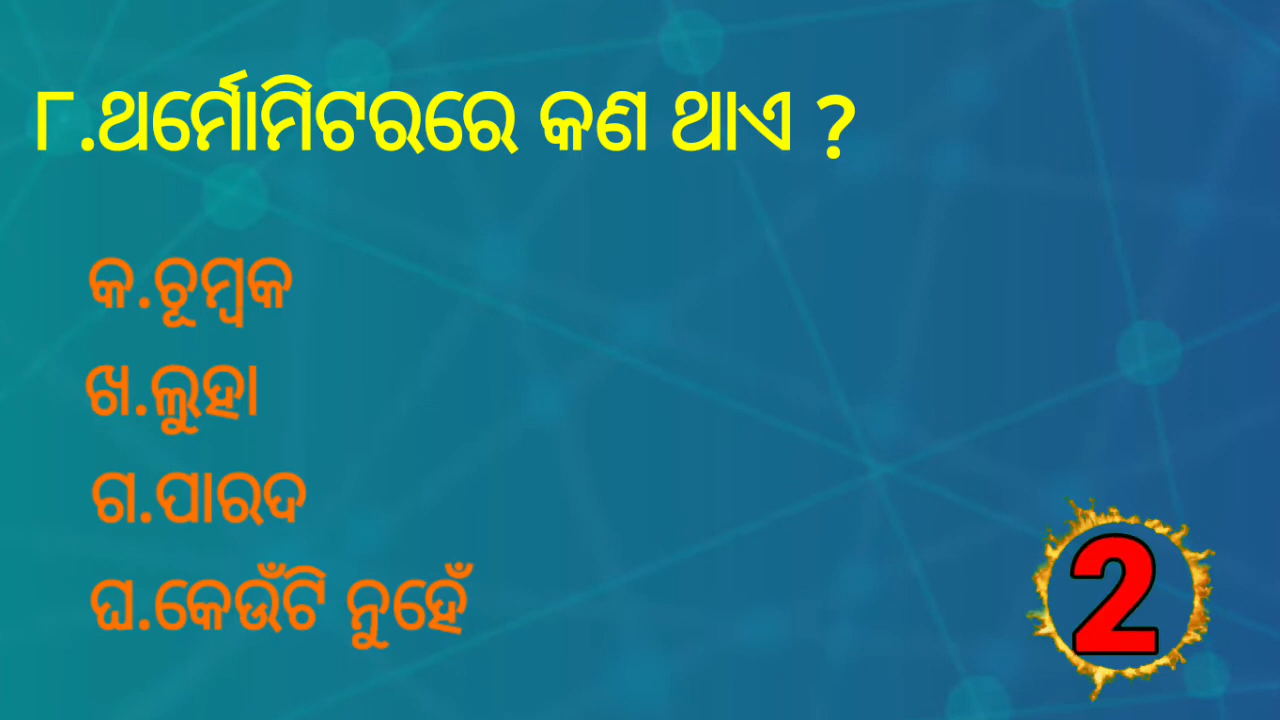 ୮.ଥର୍ମୋମିଟରରେ କଣ ଥାଏ ?
କ.ଚୂମ୍ବକ
ଖ.ଲୁହା
ଗ.ପାରଦ
ଘ.କେଉଁଟି ନୁହେଁ
2